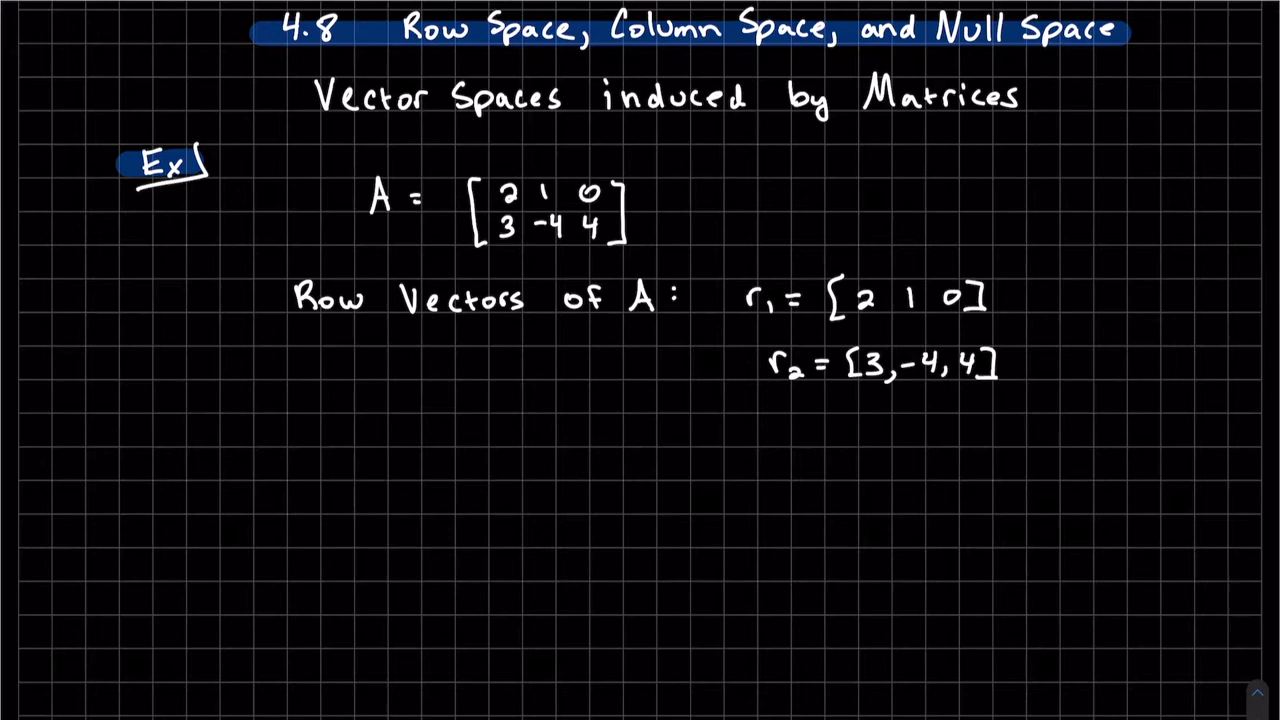 4.8 Row Space, Column Space, and Null Space
Vector Spaces induced by Matrices
Ex
A = [2 1 0
3 -4 4]
Row Vectors of A: r₁ = [2 1 0]
r₂ = [3, -4, 4]